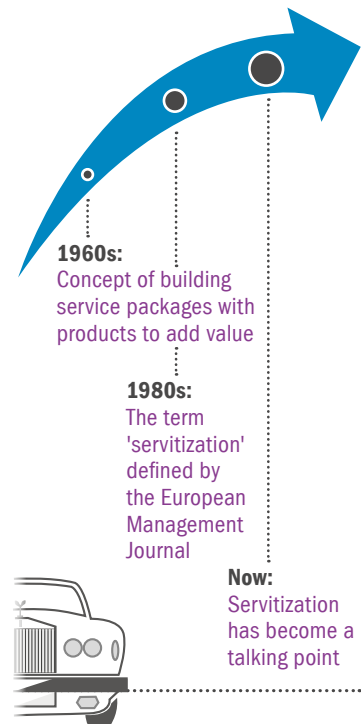 1960s:
Concept of building
service packages with
products to add value
1980s:
The term
'servitization'
defined by
the European
Management
Journal
Now:
Servitization
has become a
talking point